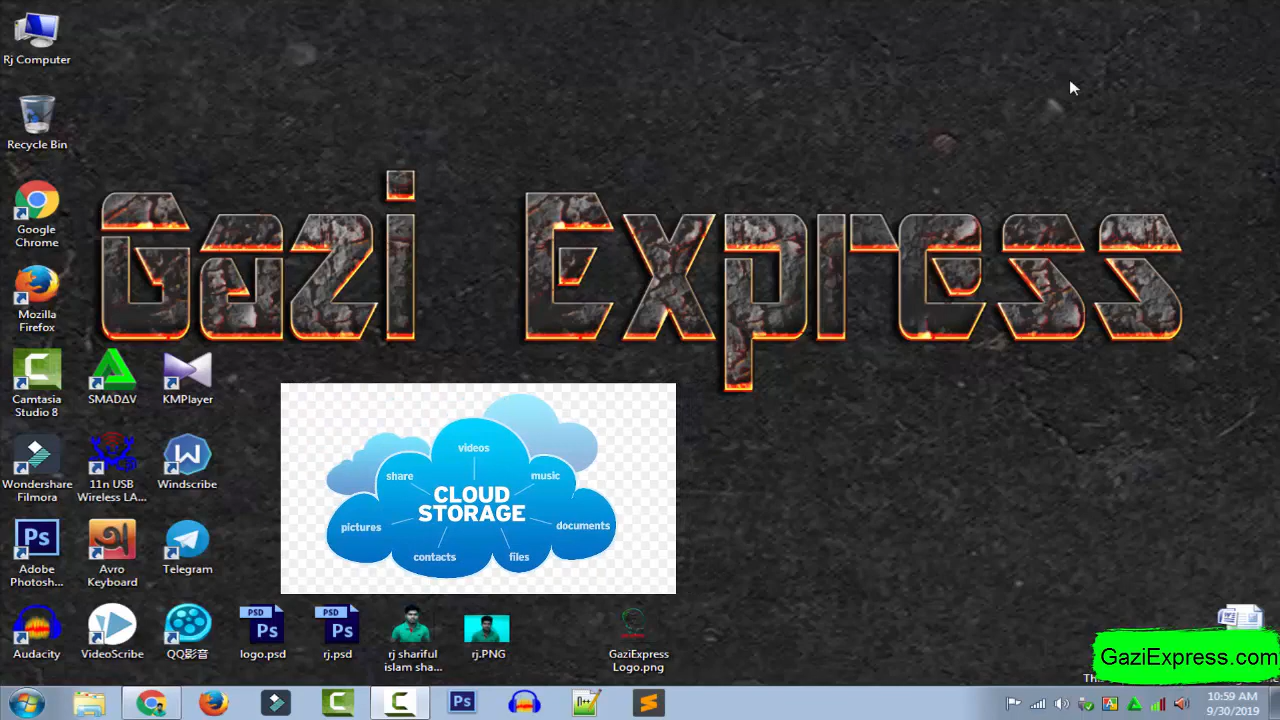 Rj Computer
Recycle Bin
Google
Chrome
Mozilla
Firefox
Camtasia
Studio 8
SMADΔV
KMPlayer
Wondershare
Filmora
11n USB
Wireless LA...
Windscribe
Adobe
Photosh...
Avro
Keyboard
Telegram
Audacity
VideoScribe
QQ影音
PSD
Ps
logo.psd
PSD
Ps
rj.psd
rj shariful
islam sha...
rj.PNG
GaziExpress
Logo.png
Gazi Express
videos
share
music
CLOUD
STORAGE
pictures
documents
contacts
files
GaziExpress.com
10:59 AM
9/30/2019